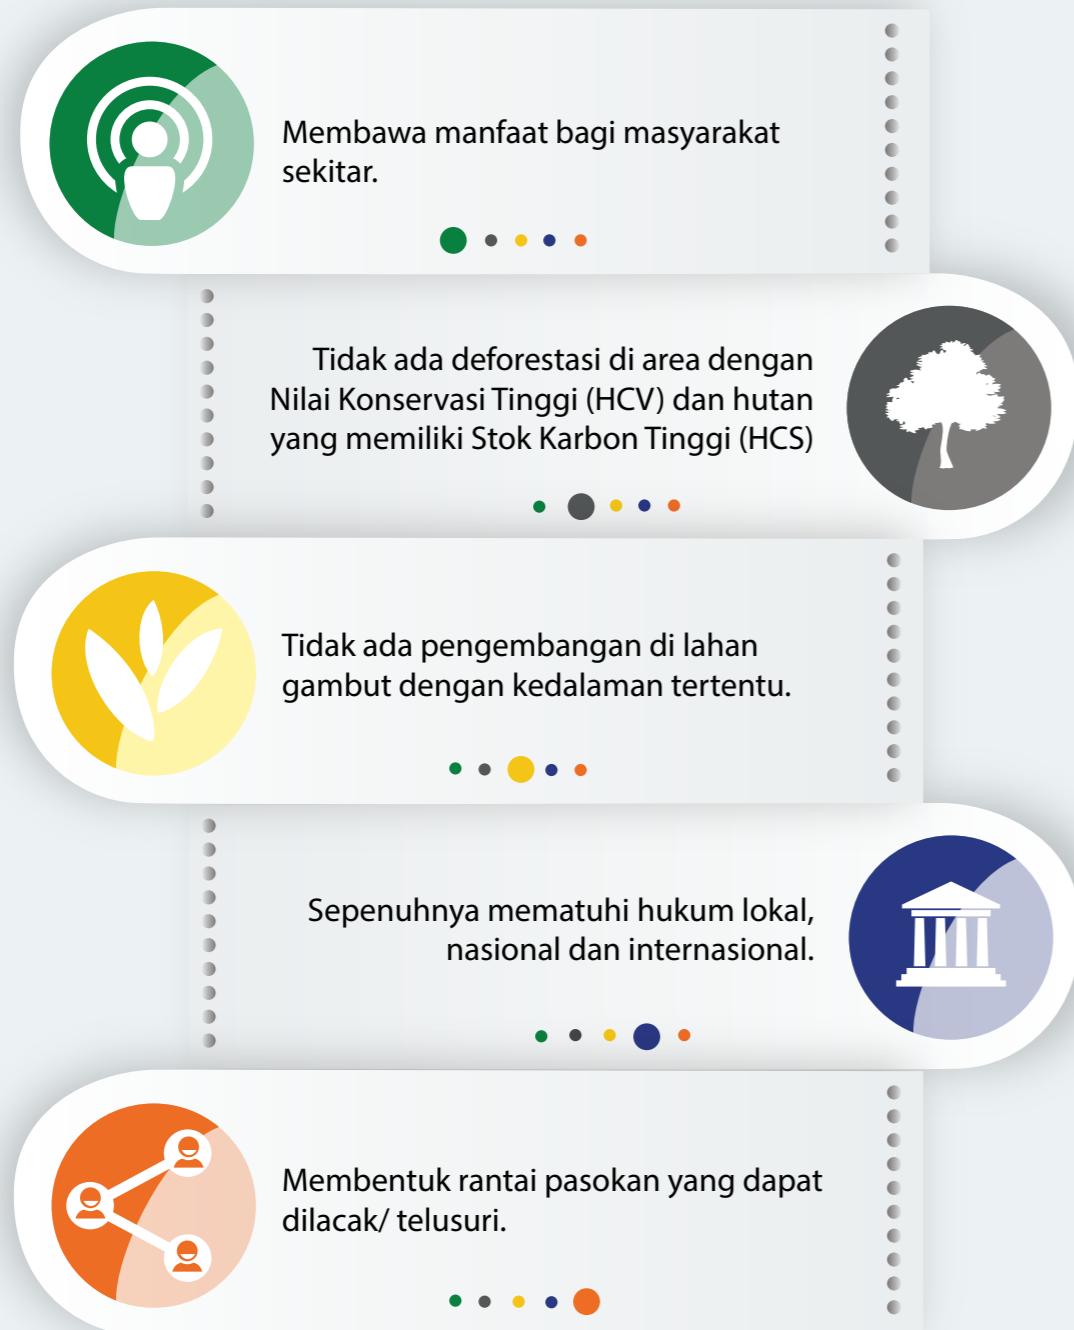 Membawa manfaat bagi masyarakat
sekitar.
Tidak ada deforestasi di area dengan
Nilai Konservasi Tinggi (HCV) dan hutan
yang memiliki Stok Karbon Tinggi (HCS)
Tidak ada pengembangan di lahan
gambut dengan kedalaman tertentu.
Sepenuhnya mematuhi hukum lokal,
nasional dan internasional.
Membentuk rantai pasokan yang dapat
dilacak/ telusuri.